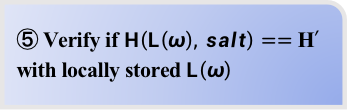 ⑤ Verify if H(L(ω), salt) == H′
with locally stored L(ω)